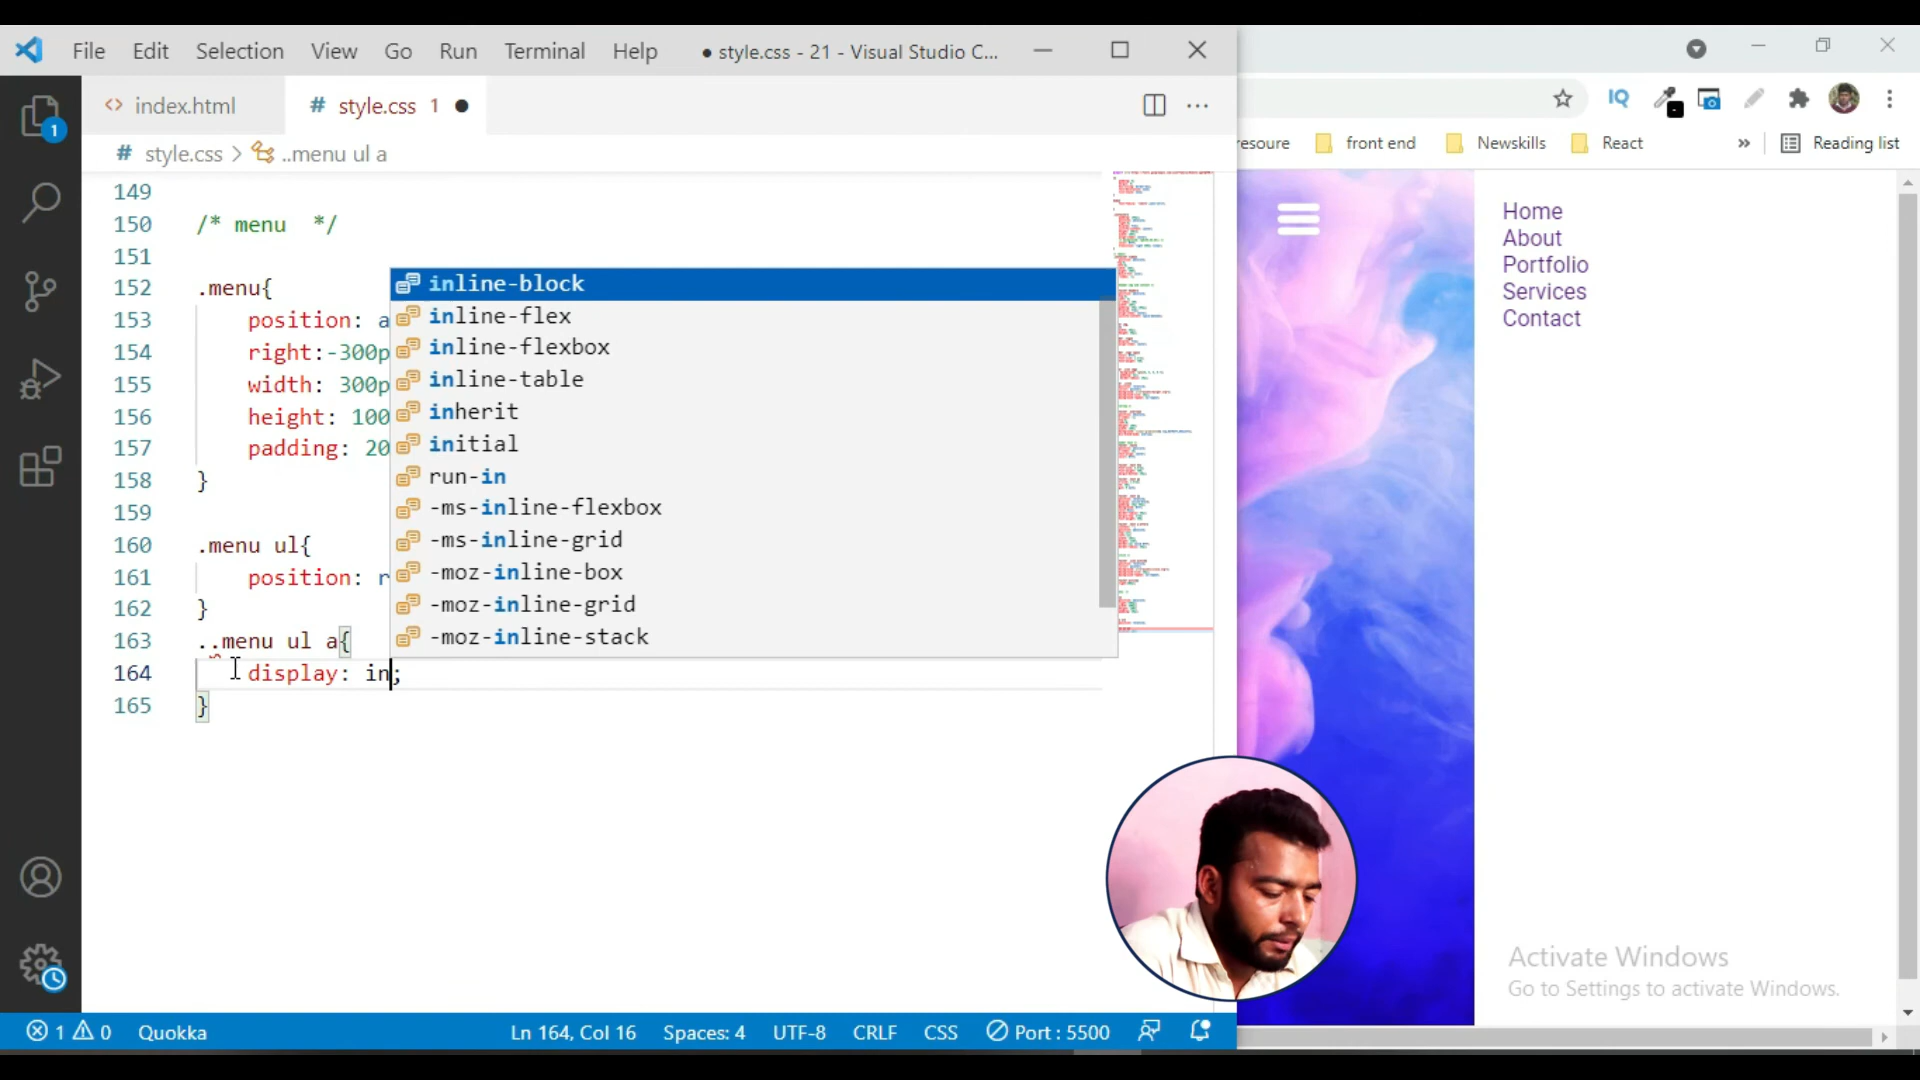 File Edit Selection View Go Run Terminal Help ● style.css - 21 - Visual Studio C...
index.html # style.css 1 ●
# style.css > ..menu ul a
149
150 /* menu */
151
152 .menu{
153 position: a
154 right:-300p
155 width: 300p
156 height: 100
157 padding: 20
158 }
159
160 .menu ul{
161 position: r
162 }
163 ..menu ul a{
164 display: in;
165 }
inline-block
inline-flex
inline-flexbox
inline-table
inherit
initial
run-in
-ms-inline-flexbox
-ms-inline-grid
-moz-inline-box
-moz-inline-grid
-moz-inline-stack
1
1 0 Quokka Ln 164, Col 16 Spaces: 4 UTF-8 CRLF CSS Port : 5500
IQ
resoure front end Newskills React » Reading list
Home
About
Portfolio
Services
Contact
Activate Windows
Go to Settings to activate Windows.